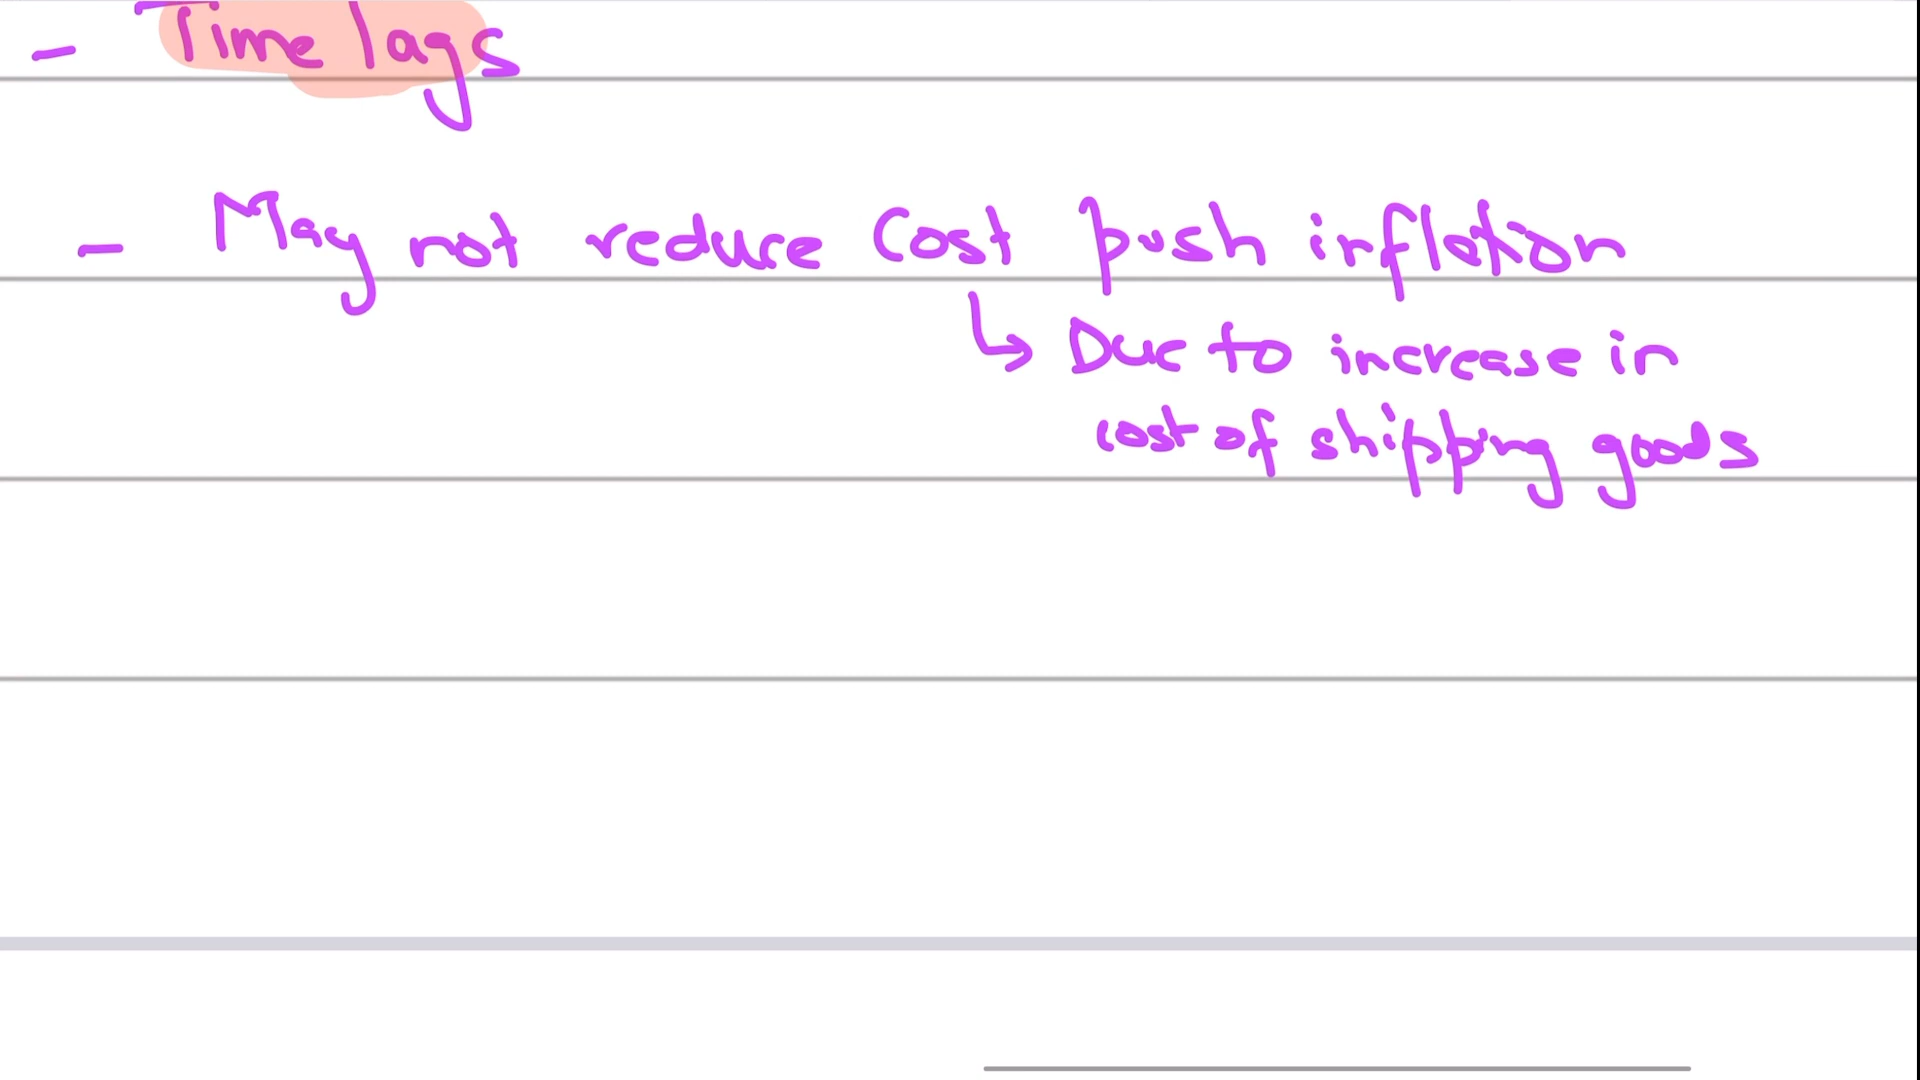 - Time lags
- May not reduce Cost push inflation
↳ Due to increase in
cost of shipping goods